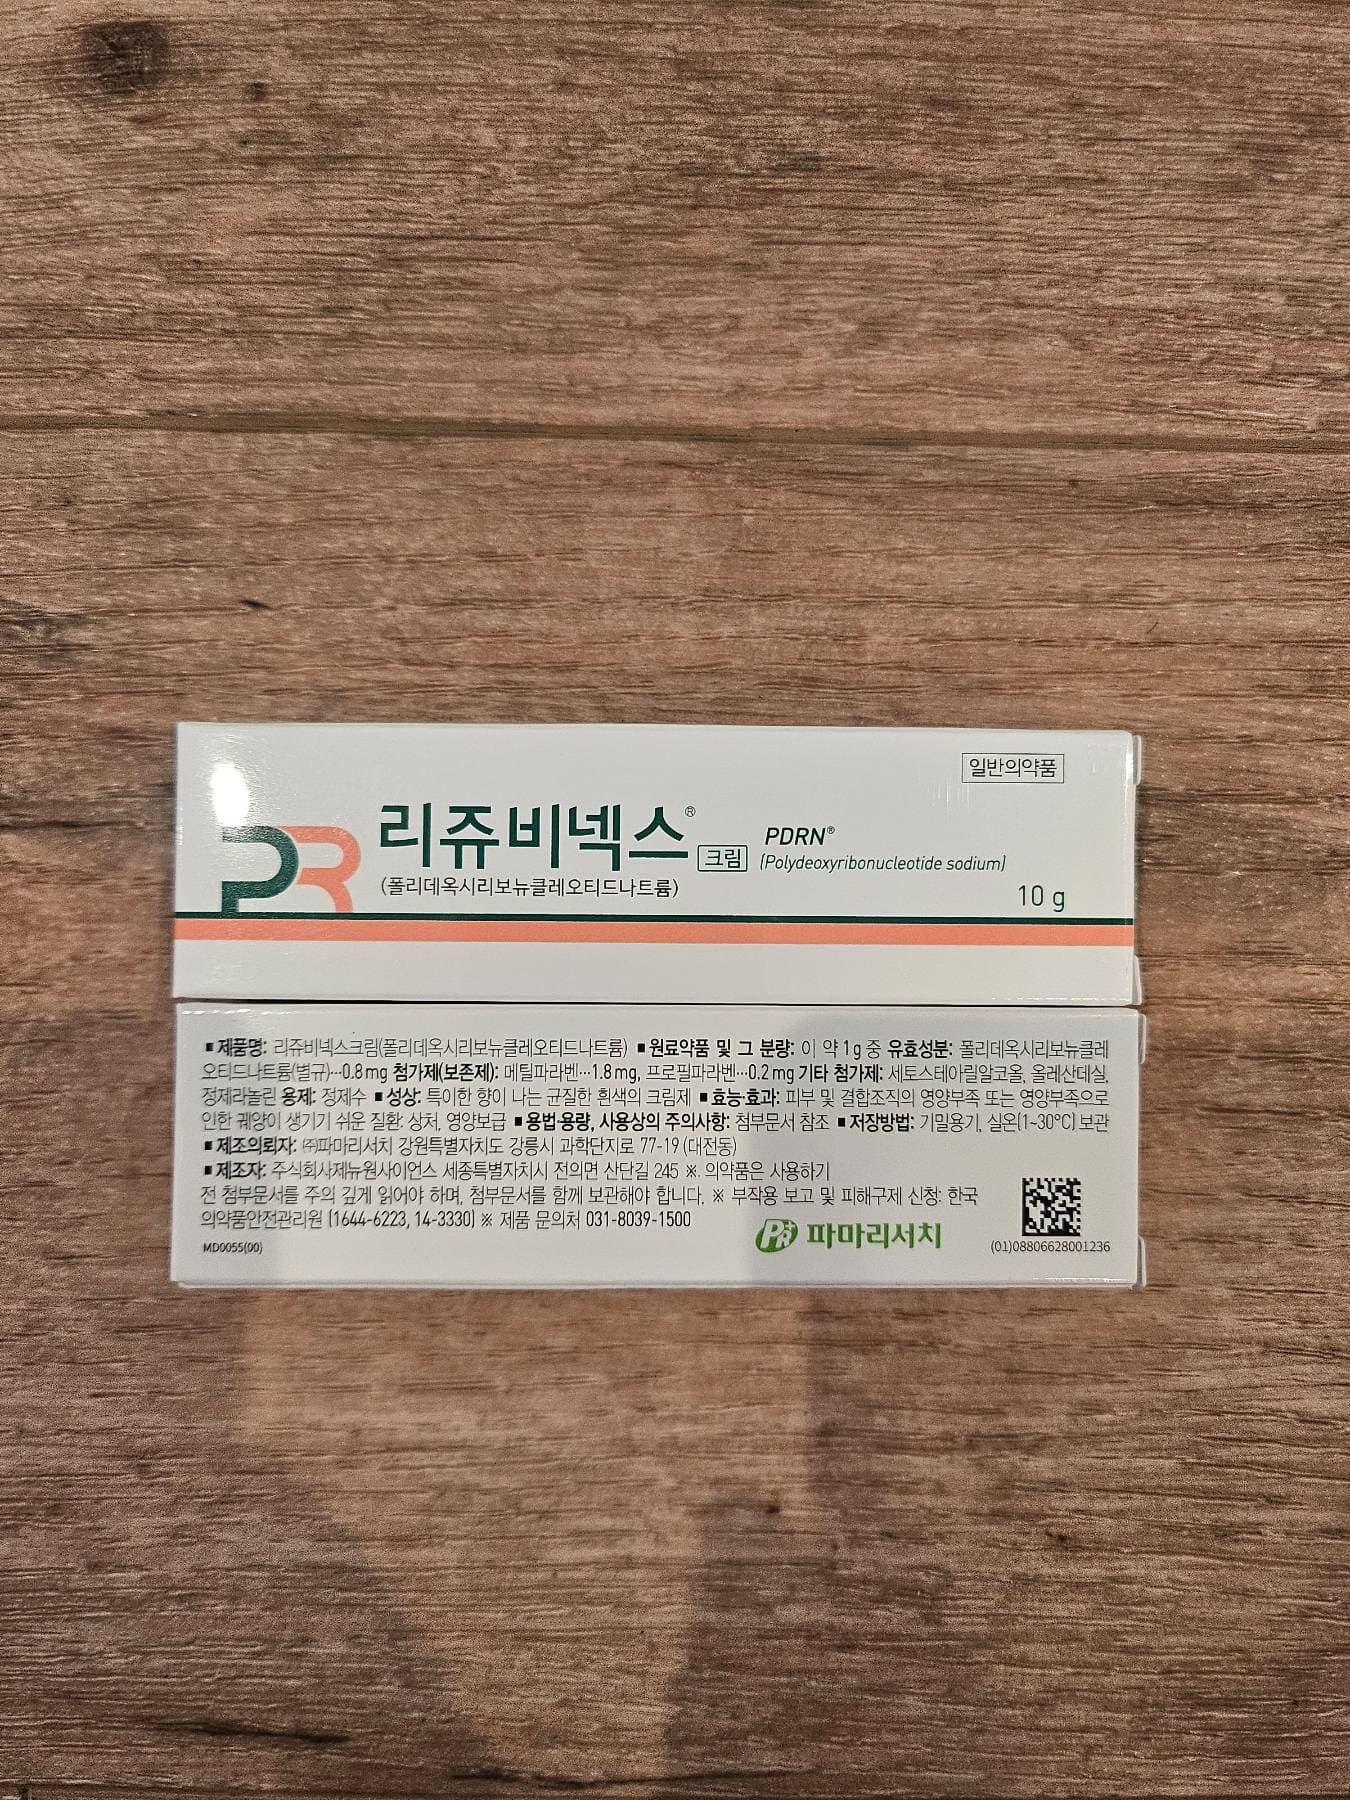 일반의약품
PR 리쥬비넥스® 크림 PDRN®
(폴리데옥시리보뉴클레오티드나트륨) (Polydeoxyribonucleotide sodium)
10 g
▪제품명: 리쥬비넥스크림(폴리데옥시리보뉴클레오티드나트륨) ▪원료약품 및 그 분량: 이 약 1g 중 유효성분: 폴리데옥시리보뉴클레
오티드나트륨(별규)…0.8mg 첨가제(보존제): 메틸파라벤…1.8mg, 프로필파라벤…0.2mg 기타 첨가제: 세토스테아릴알코올, 올레산데실,
정제라놀린 용제: 정제수 ▪성상: 특이한 향이 나는 균질한 흰색의 크림제 ▪효능·효과: 피부 및 결합조직의 영양부족 또는 영양부족으로
인한 궤양이 생기기 쉬운 질환: 상처, 영양보급 ▪용법·용량, 사용상의 주의사항: 첨부문서 참조 ▪저장방법: 기밀용기, 실온(1~30°C) 보관
▪제조의뢰자: ㈜파마리서치 강원특별자치도 강릉시 과학단지로 77-19 (대전동)
▪제조자: 주식회사제뉴원사이언스 세종특별자치시 전의면 산단길 245 ※ 의약품은 사용하기
전 첨부문서를 주의 깊게 읽어야 하며, 첨부문서를 함께 보관해야 합니다. ※ 부작용 보고 및 피해구제 신청: 한국
의약품안전관리원 (1644-6223, 14-3330) ※ 제품 문의처 031-8039-1500
PR 파마리서치
MD0055(00)
(01)08806628001236